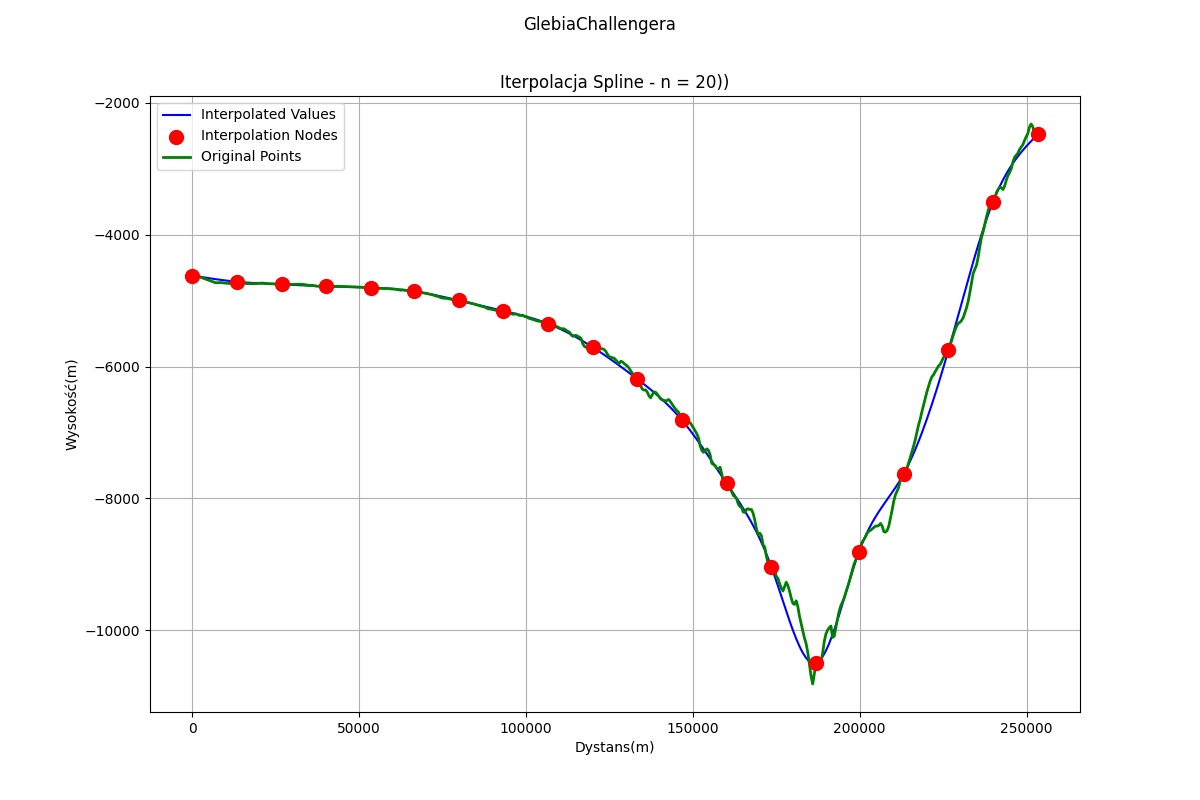 GlebiaChallengera
Iterpolacja Spline - n = 20))
Interpolated Values
Interpolation Nodes
Original Points
−2000
−4000
−6000
−8000
−10000
Wysokość(m)
0
50000
100000
150000
200000
250000
Dystans(m)